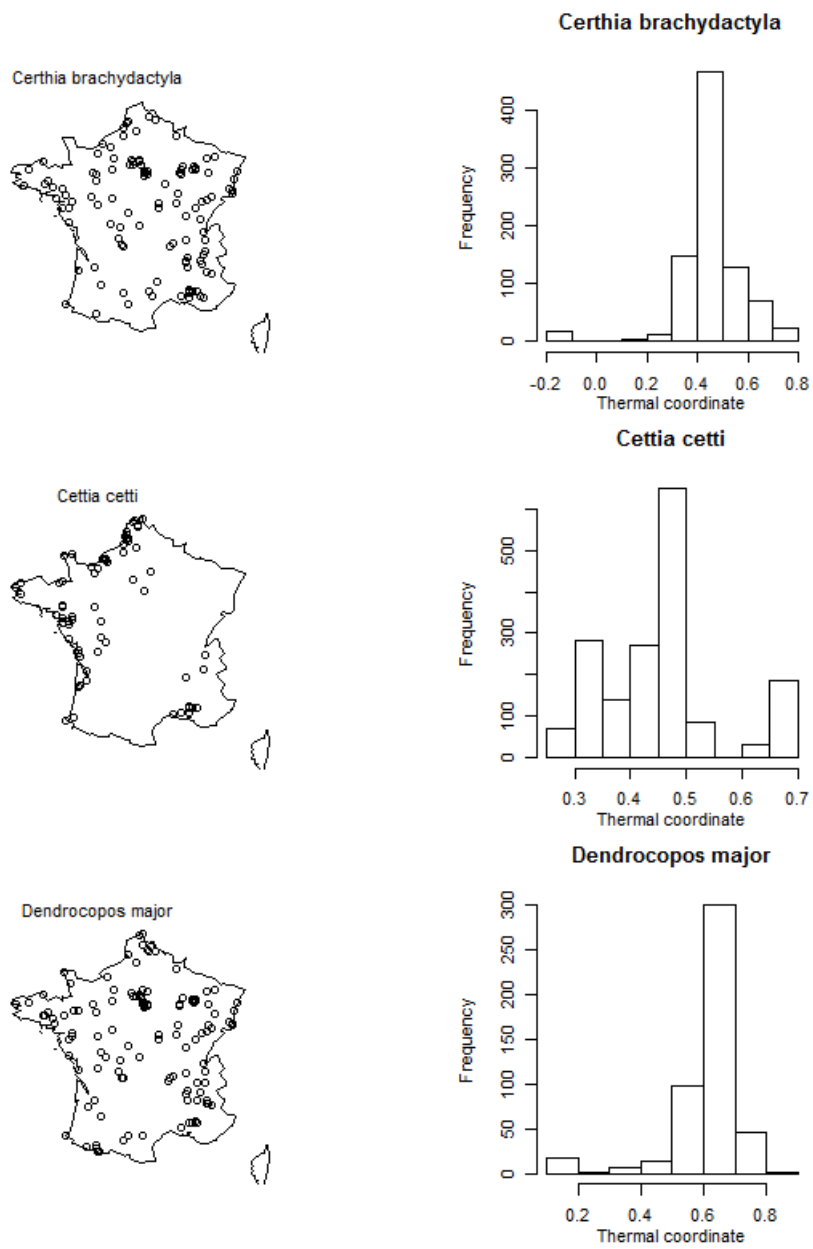 Certhia brachydactyla
Certhia brachydactyla
Frequency
400
300
200
100
0
-0.2 0.0 0.2 0.4 0.6 0.8
Thermal coordinate
Cettia cetti
Cettia cetti
Frequency
500
300
100
0
0.3 0.4 0.5 0.6 0.7
Thermal coordinate
Dendrocopos major
Dendrocopos major
Frequency
300
250
200
150
100
50
0
0.2 0.4 0.6 0.8
Thermal coordinate